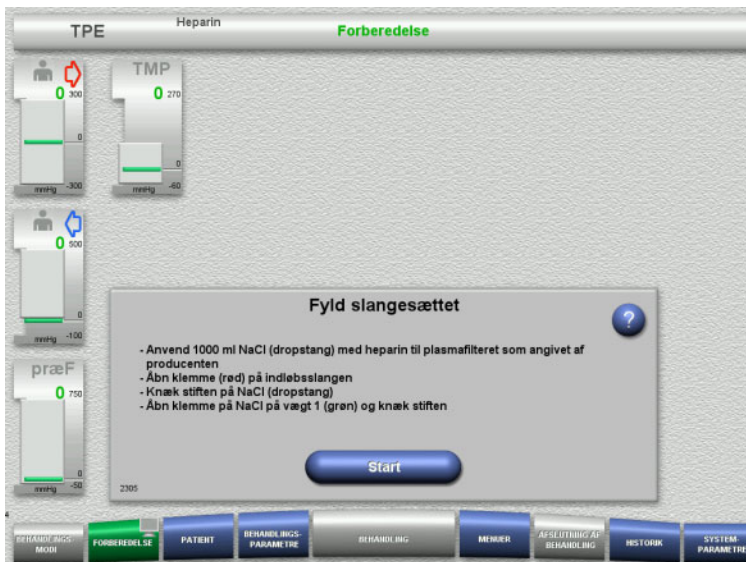 TPE
Heparin
Forberedelse
0
300
0
mmHg
-300
TMP
0
270
0
mmHg
-60
0
500
0
mmHg
-100
præF
0
750
0
mmHg
-50
Fyld slangesættet
?
- Anvend 1000 ml NaCl (dropstang) med heparin til plasmafilteret som angivet af
producenten
- Åbn klemme (rød) på indløbsslangen
- Knæk stiften på NaCl (dropstang)
- Åbn klemme på NaCl på vægt 1 (grøn) og knæk stiften
Start
2305
4
BEHANDLINGS-
MODI
FORBEREDELSE
PATIENT
BEHANDLINGS-
PARAMETRE
BEHANDLING
MENUER
AFSLUTNING AF
BEHANDLING
HISTORIK
SYSTEM-
PARAMETRE